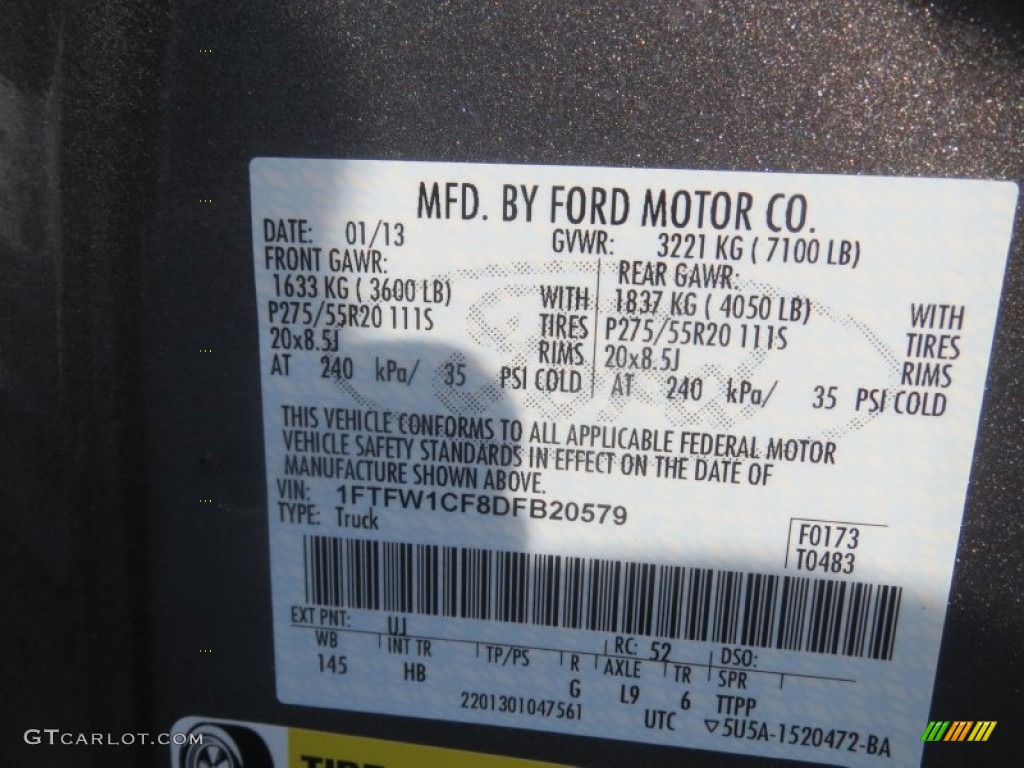 MFD. BY FORD MOTOR CO.
DATE: 01/13 GVWR: 3221 KG ( 7100 LB)
FRONT GAWR: REAR GAWR:
1633 KG ( 3600 LB) WITH 1837 KG ( 4050 LB) WITH
P275/55R20 111S TIRES P275/55R20 111S TIRES
20x8.5J RIMS 20x8.5J RIMS
AT 240 kPa/ 35 PSI COLD AT 240 kPa/ 35 PSI COLD
THIS VEHICLE CONFORMS TO ALL APPLICABLE FEDERAL MOTOR
VEHICLE SAFETY STANDARDS IN EFFECT ON THE DATE OF
MANUFACTURE SHOWN ABOVE.
VIN: 1FTFW1CF8DFB20579
TYPE: Truck
F0173
T0483
EXT PNT: UJ RC: 52 DSO:
WB INT TR TP/PS R AXLE TR SPR
145 HB G L9 6 TTPP
2201301047561 UTC ▽5U5A-1520472-BA
TIRE
GTCarLot.com